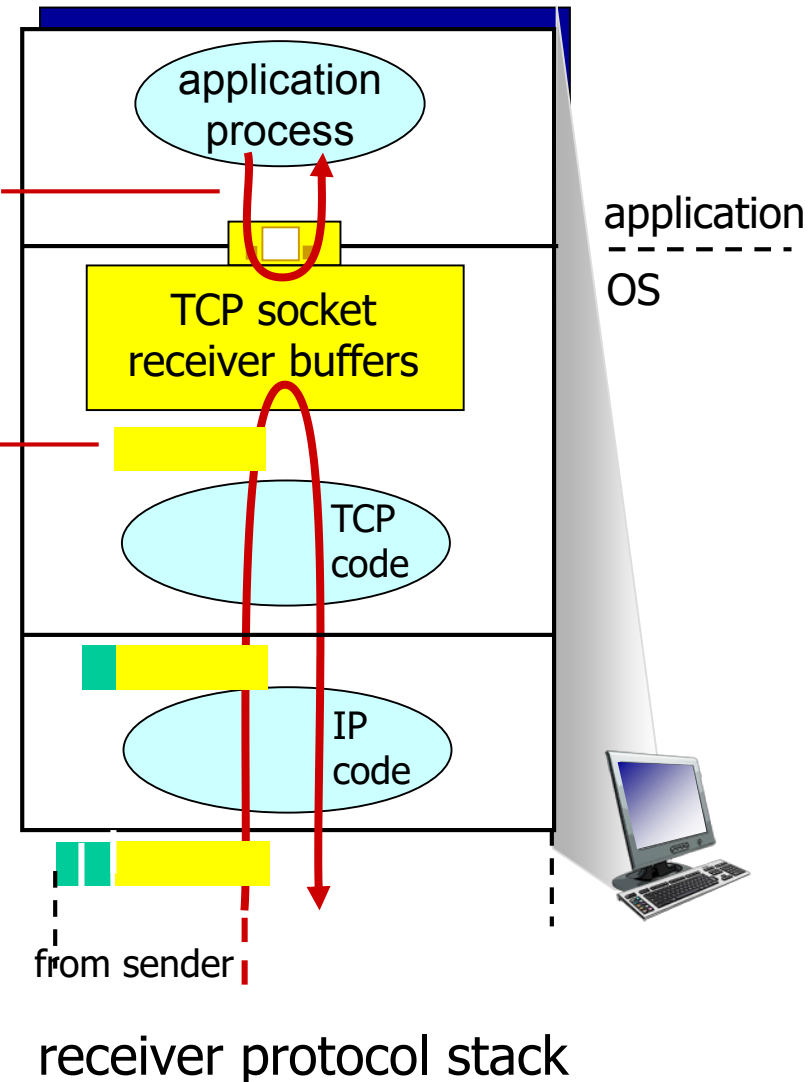 application
process
application
OS
TCP socket
receiver buffers
TCP
code
IP
code
from sender
receiver protocol stack